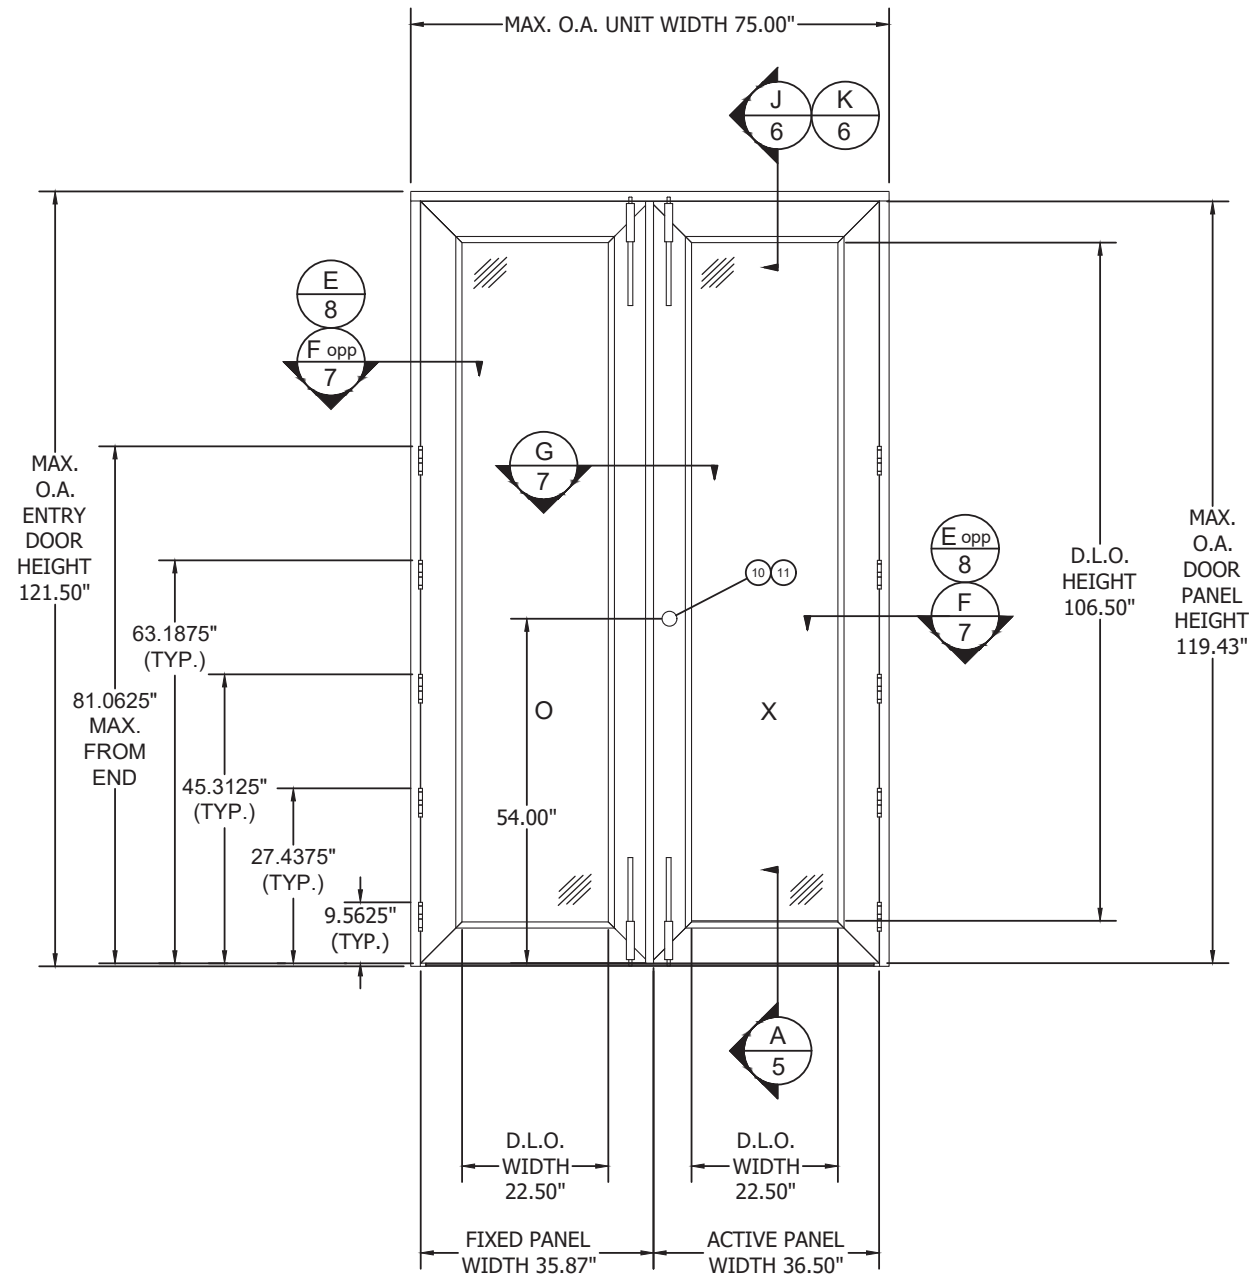 MAX. O.A. UNIT WIDTH 75.00"
J
6
K
6
E
8
F opp
7
G
7
MAX.
O.A.
ENTRY
DOOR
HEIGHT
121.50"
E opp
8
F
7
D.L.O.
HEIGHT
106.50"
MAX.
O.A.
DOOR
PANEL
HEIGHT
119.43"
10
11
63.1875"
(TYP.)
81.0625"
MAX.
FROM
END
O
X
45.3125"
(TYP.)
54.00"
27.4375"
(TYP.)
9.5625"
(TYP.)
A
5
D.L.O.
WIDTH
22.50"
D.L.O.
WIDTH
22.50"
FIXED PANEL
WIDTH 35.87"
ACTIVE PANEL
WIDTH 36.50"